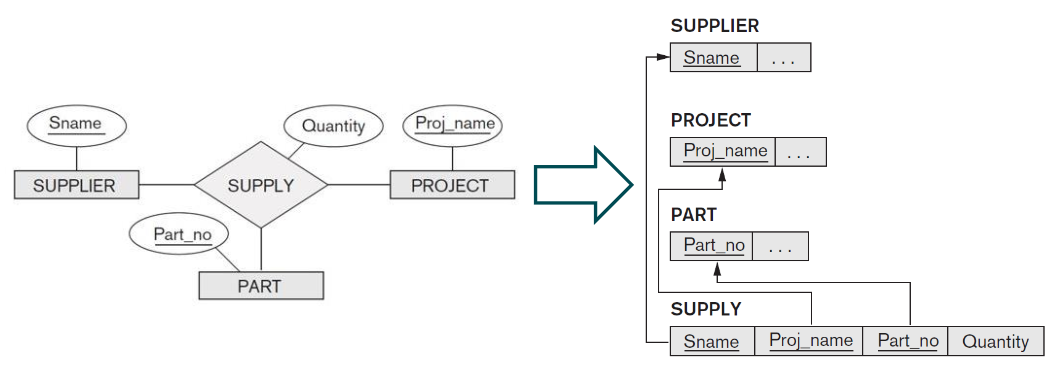 Sname
Quantity
Proj_name
SUPPLIER
SUPPLY
PROJECT
Part_no
PART
SUPPLIER
Sname ...
PROJECT
Proj_name ...
PART
Part_no ...
SUPPLY
Sname Proj_name Part_no Quantity